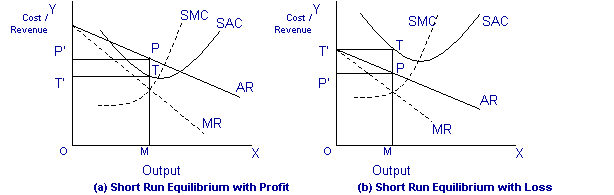 Y
Cost /
Revenue
SMC
SAC
P'
P
T'
T
AR
MR
O
M
X
Output
(a) Short Run Equilibrium with Profit
Y
Cost /
Revenue
SMC
SAC
T'
T
P'
P
AR
MR
O
M
X
Output
(b) Short Run Equilibrium with Loss